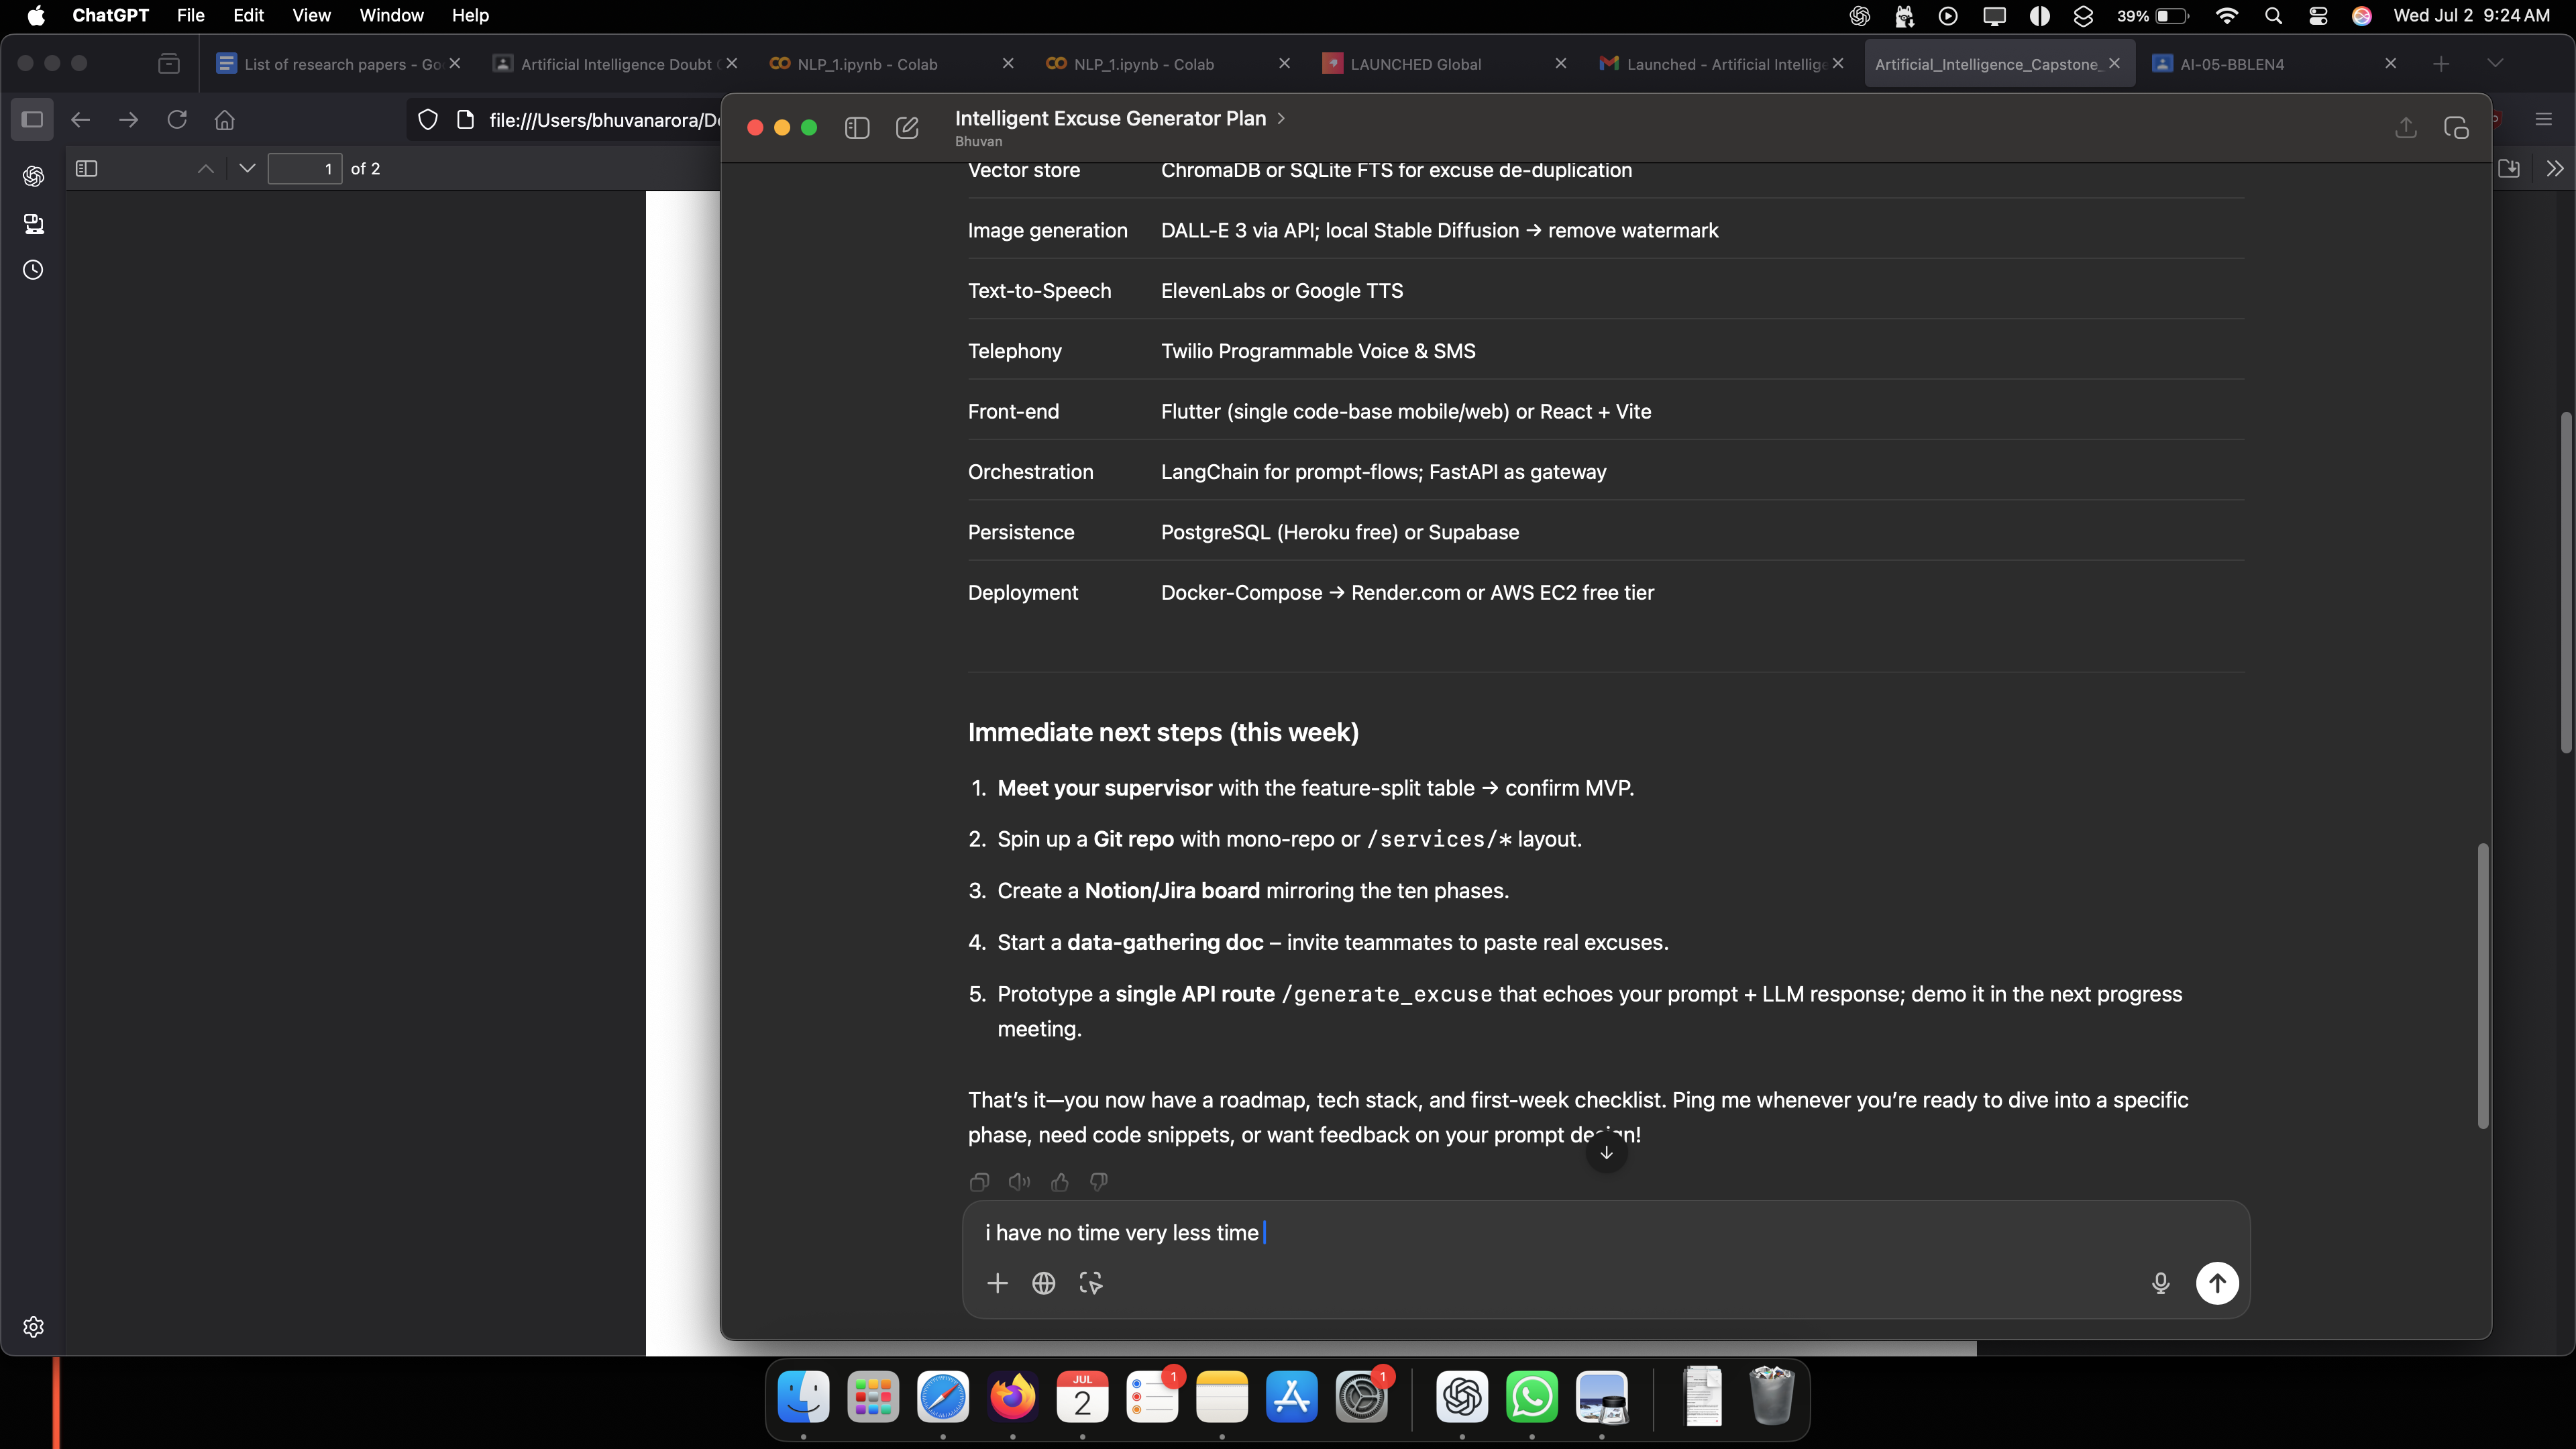 ChatGPT File Edit View Window Help 39% Wed Jul 2 9:24 AM
List of research papers - Go Artificial Intelligence Doubt NLP_1.ipynb - Colab NLP_1.ipynb - Colab LAUNCHED Global Launched - Artificial Intellige Artificial_Intelligence_Capstone_ AI-05-BBLEN4
file:///Users/bhuvanarora/De
1 of 2
Intelligent Excuse Generator Plan
Bhuvan
Vector store ChromaDB or SQLite FTS for excuse de-duplication
Image generation DALL-E 3 via API; local Stable Diffusion → remove watermark
Text-to-Speech ElevenLabs or Google TTS
Telephony Twilio Programmable Voice & SMS
Front-end Flutter (single code-base mobile/web) or React + Vite
Orchestration LangChain for prompt-flows; FastAPI as gateway
Persistence PostgreSQL (Heroku free) or Supabase
Deployment Docker-Compose → Render.com or AWS EC2 free tier
Immediate next steps (this week)
1. Meet your supervisor with the feature-split table → confirm MVP.
2. Spin up a Git repo with mono-repo or /services/* layout.
3. Create a Notion/Jira board mirroring the ten phases.
4. Start a data-gathering doc – invite teammates to paste real excuses.
5. Prototype a single API route /generate_excuse that echoes your prompt + LLM response; demo it in the next progress
meeting.
That's it—you now have a roadmap, tech stack, and first-week checklist. Ping me whenever you're ready to dive into a specific
phase, need code snippets, or want feedback on your prompt design!
i have no time very less time
JUL
2
1
1